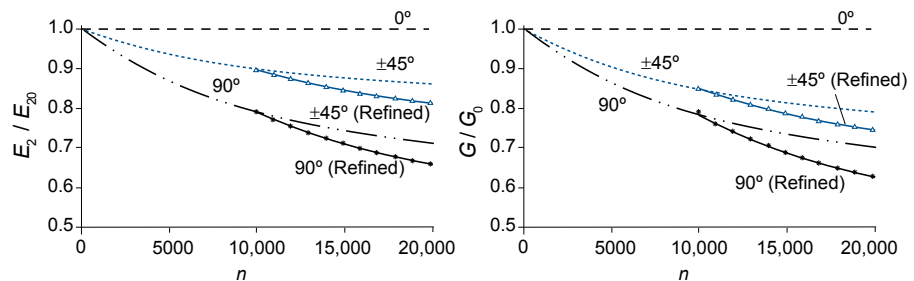 0º
1.0
0.9
0.8
0.7
0.6
0.5
E2 / E20
±45º
90º
±45º (Refined)
90º (Refined)
0
5000
10,000
15,000
20,000
n
0º
1.0
0.9
0.8
0.7
0.6
0.5
G / G0
±45º
±45º (Refined)
90º
90º (Refined)
0
5000
10,000
15,000
20,000
n